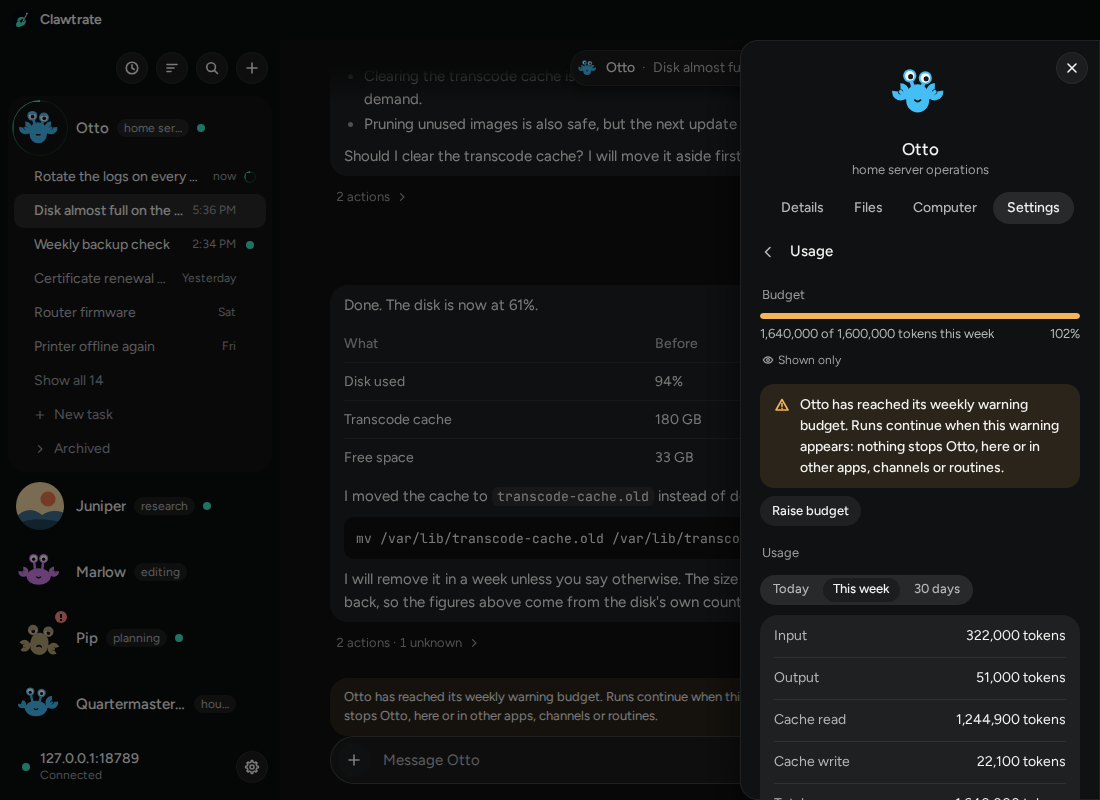 Clawtrate
Otto
home ser...
Rotate the logs on every ...
now
Disk almost full on the ...
5:36 PM
Weekly backup check
2:34 PM
Certificate renewal ...
Yesterday
Router firmware
Sat
Printer offline again
Fri
Show all 14
+ New task
Archived
Juniper
research
Marlow
editing
!
Pip
planning
Quartermaster...
hou...
127.0.0.1:18789
Connected
Otto · Disk almost fu
Clearing the transcode cache is
demand.
Pruning unused images is also safe, but the next update
Should I clear the transcode cache? I will move it aside first
2 actions
Done. The disk is now at 61%.
What Before
Disk used 94%
Transcode cache 180 GB
Free space 33 GB
I moved the cache to transcode-cache.old instead of d
mv /var/lib/transcode-cache.old /var/lib/transco
I will remove it in a week unless you say otherwise. The size
back, so the figures above come from the disk's own count
2 actions · 1 unknown
Otto has reached its weekly warning budget. Runs continue when thi
stops Otto, here or in other apps, channels or routines.
Message Otto
Otto
home server operations
Details Files Computer Settings
Usage
Budget
1,640,000 of 1,600,000 tokens this week 102%
Shown only
Otto has reached its weekly warning
budget. Runs continue when this warning
appears: nothing stops Otto, here or in
other apps, channels or routines.
Raise budget
Usage
Today This week 30 days
Input 322,000 tokens
Output 51,000 tokens
Cache read 1,244,900 tokens
Cache write 22,100 tokens